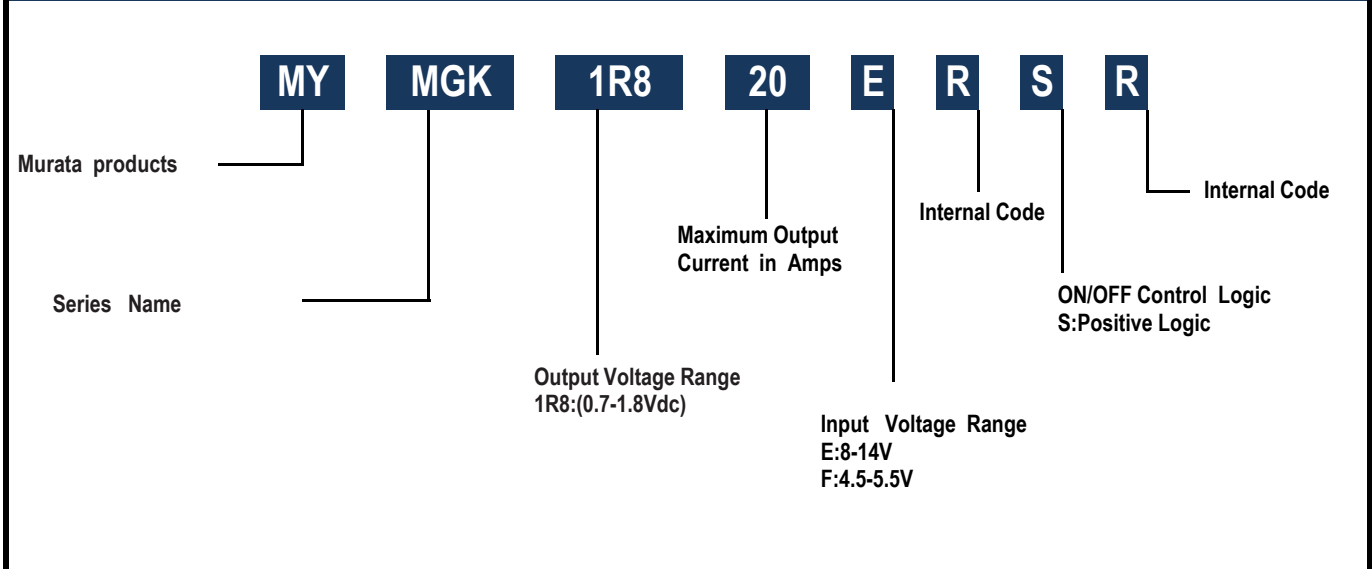 MY MGK 1R8 20 E R S R
Murata products
Internal Code
Internal Code
Maximum Output
Current in Amps
Series Name
ON/OFF Control Logic
S:Positive Logic
Output Voltage Range
1R8:(0.7-1.8Vdc)
Input Voltage Range
E:8-14V
F:4.5-5.5V